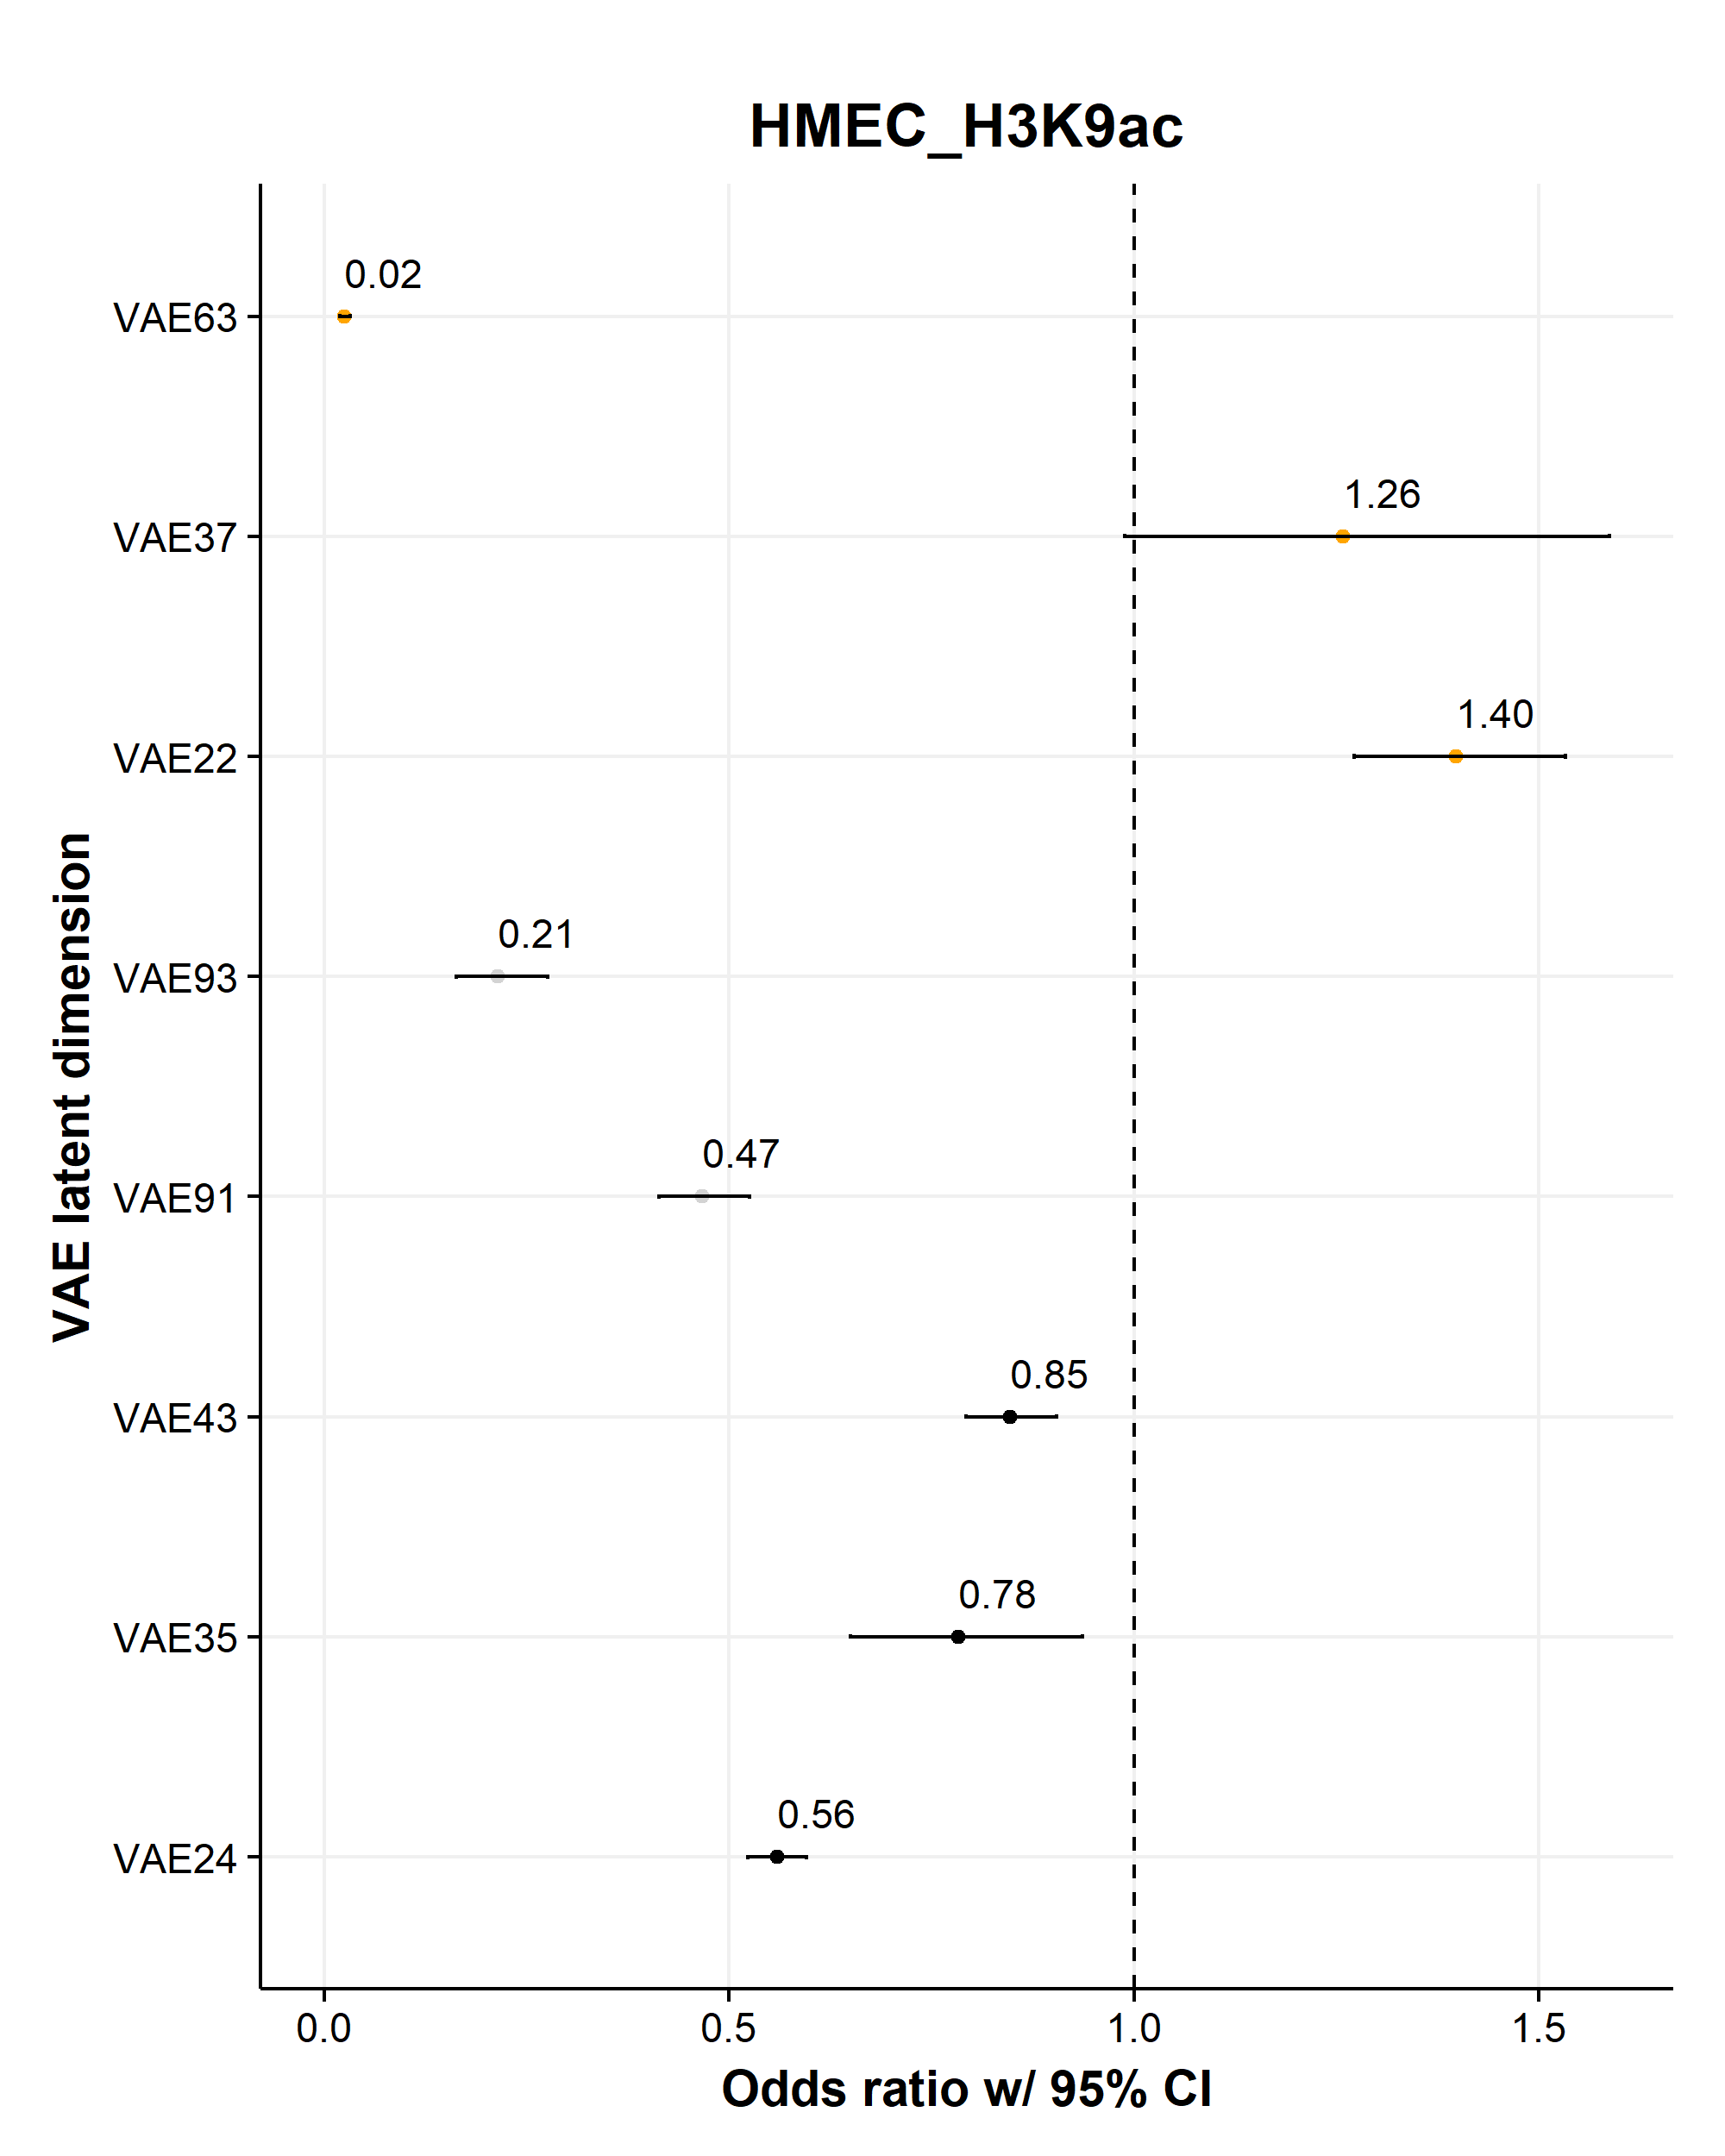 HMEC_H3K9ac
VAE latent dimension
VAE63
0.02
VAE37
1.26
VAE22
1.40
VAE93
0.21
VAE91
0.47
VAE43
0.85
VAE35
0.78
VAE24
0.56
0.0
0.5
1.0
1.5
Odds ratio w/ 95% CI